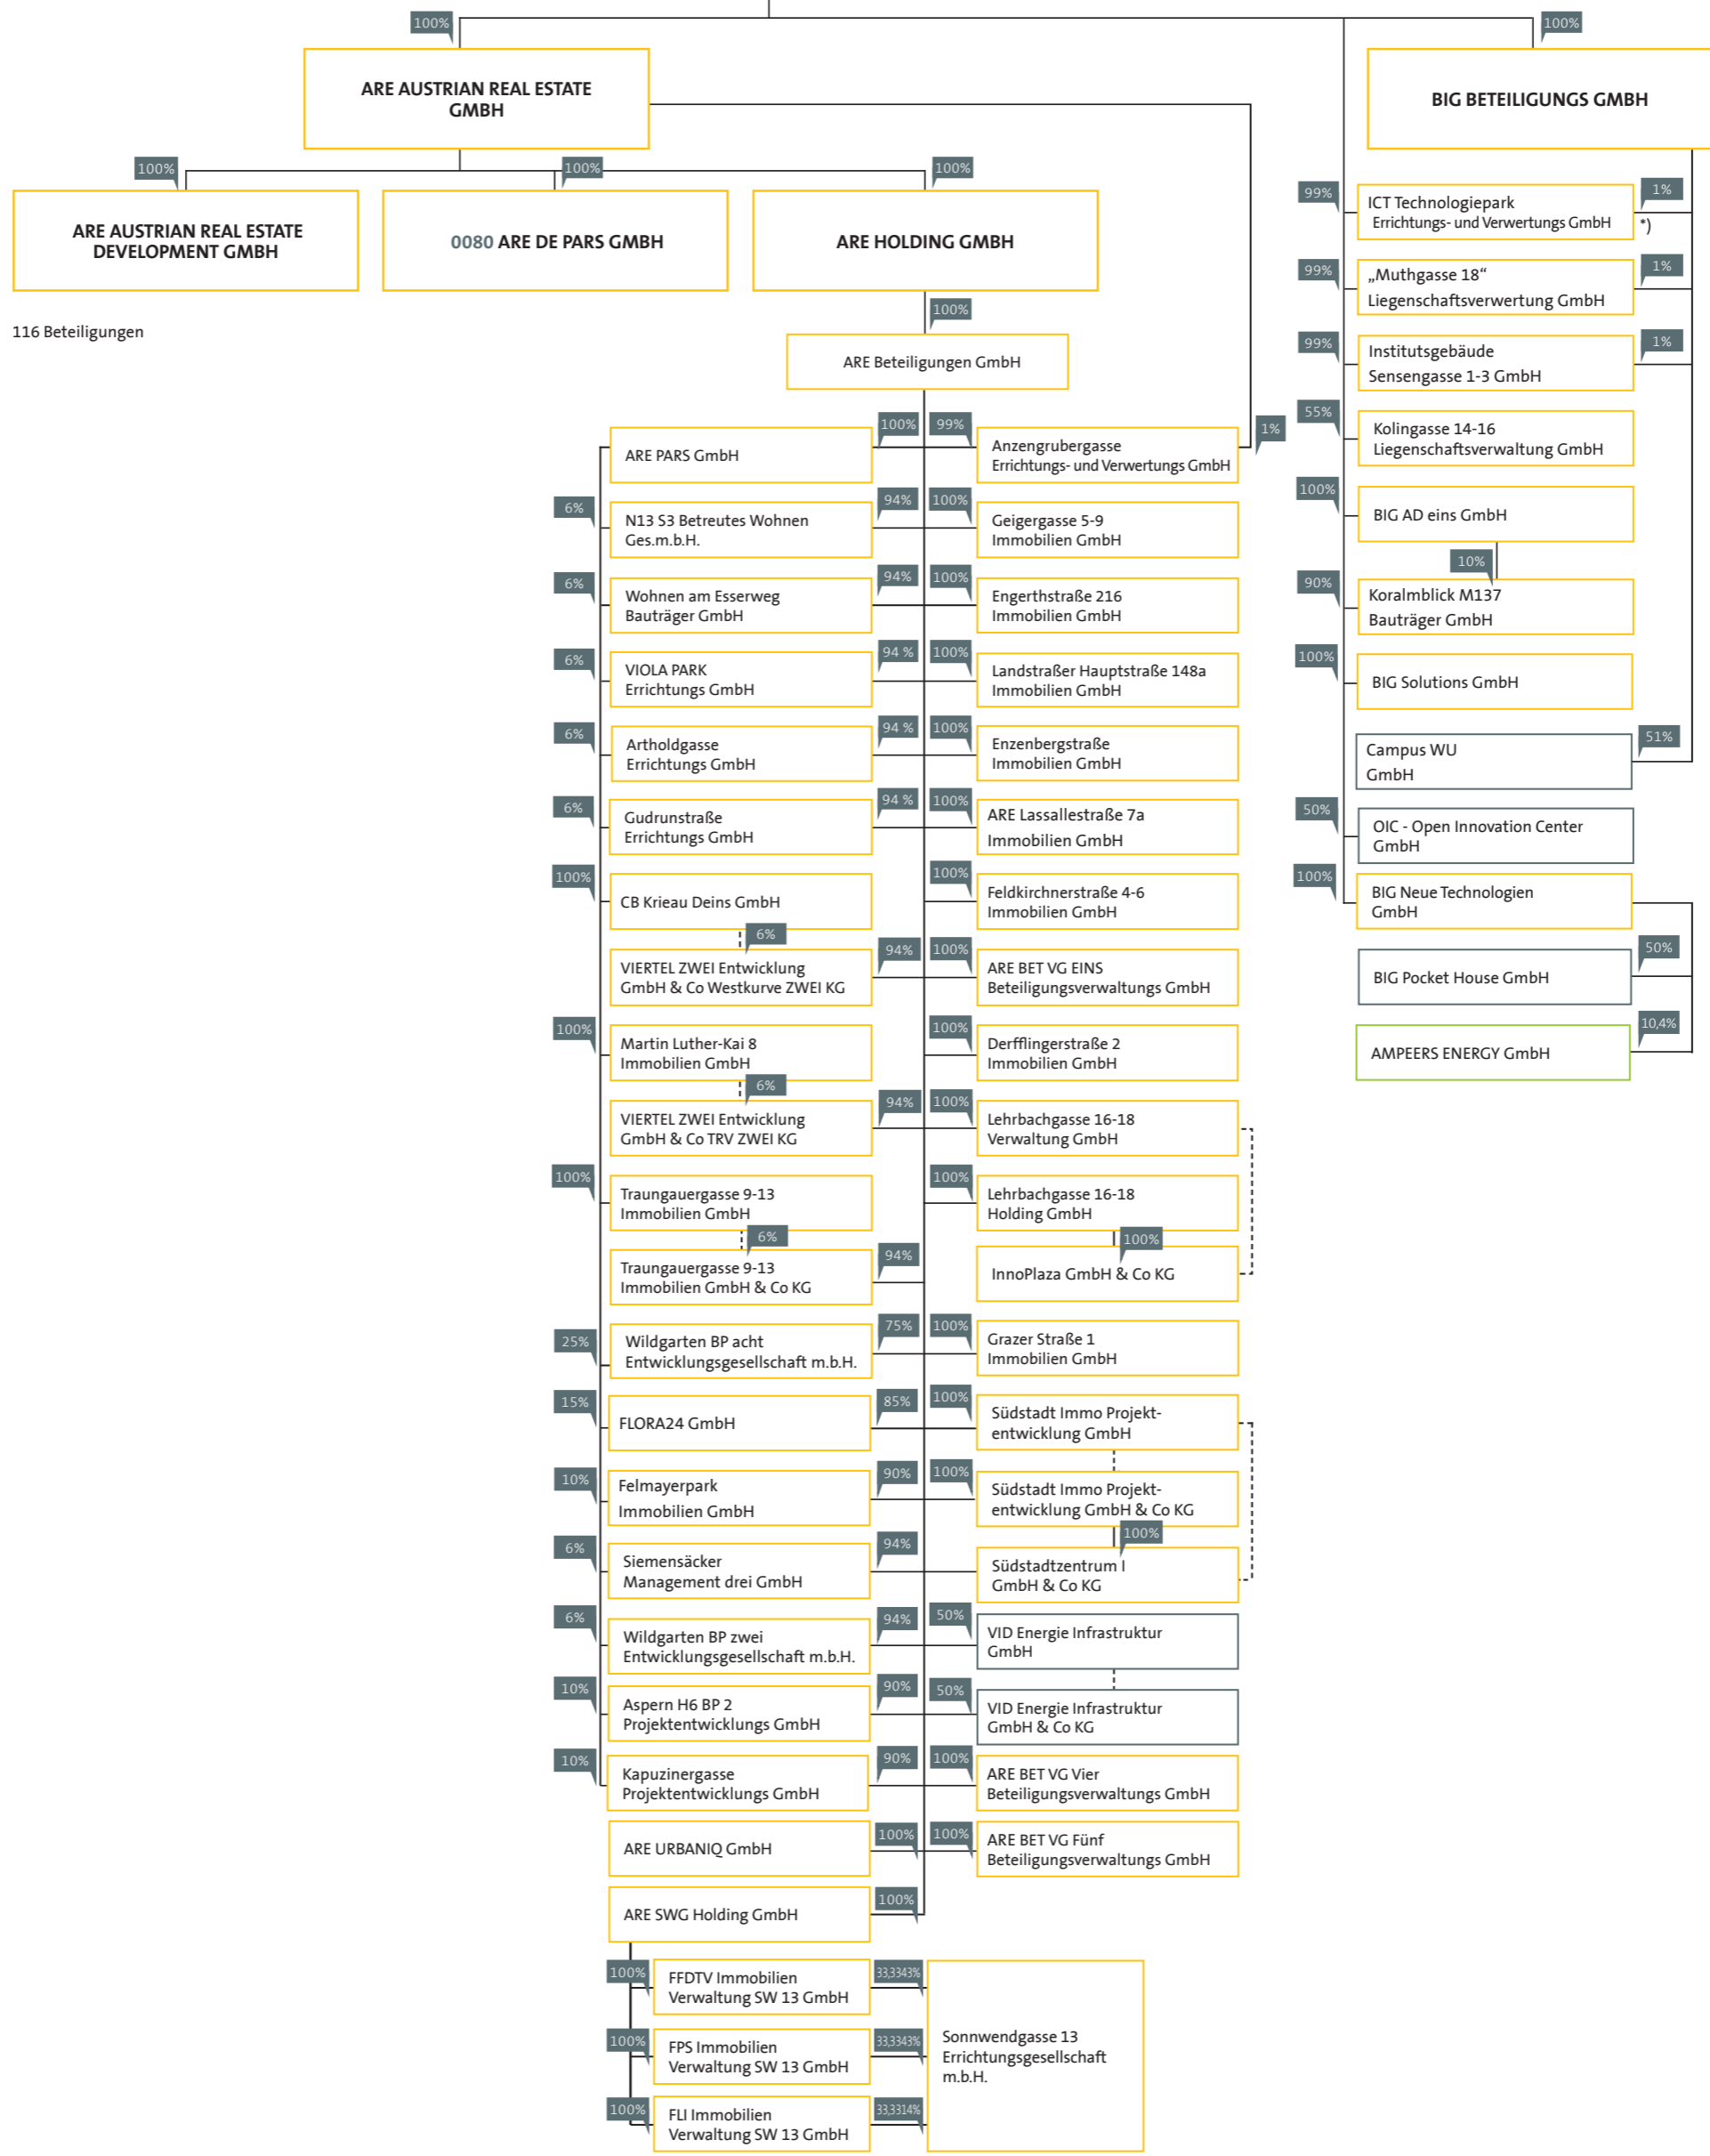 100%
100%
ARE AUSTRIAN REAL ESTATE
GMBH
BIG BETEILIGUNGS GMBH
100%
100%
100%
ARE AUSTRIAN REAL ESTATE
DEVELOPMENT GMBH
0080 ARE DE PARS GMBH
ARE HOLDING GMBH
116 Beteiligungen
100%
ARE Beteiligungen GmbH
ARE PARS GmbH
100%
99%
Anzengrubergasse
Errichtungs- und Verwertungs GmbH
1%
6%
N13 S3 Betreutes Wohnen
Ges.m.b.H.
94%
100%
Geigergasse 5-9
Immobilien GmbH
6%
Wohnen am Esserweg
Bauträger GmbH
94%
100%
Engerthstraße 216
Immobilien GmbH
6%
VIOLA PARK
Errichtungs GmbH
94 %
100%
Landstraßer Hauptstraße 148a
Immobilien GmbH
6%
Artholdgasse
Errichtungs GmbH
94 %
100%
Enzenbergstraße
Immobilien GmbH
6%
Gudrunstraße
Errichtungs GmbH
94 %
100%
ARE Lassallestraße 7a
Immobilien GmbH
100%
CB Krieau Deins GmbH
100%
Feldkirchnerstraße 4-6
Immobilien GmbH
6%
VIERTEL ZWEI Entwicklung
GmbH & Co Westkurve ZWEI KG
94%
100%
ARE BET VG EINS
Beteiligungsverwaltungs GmbH
100%
Martin Luther-Kai 8
Immobilien GmbH
100%
Derfflingerstraße 2
Immobilien GmbH
6%
VIERTEL ZWEI Entwicklung
GmbH & Co TRV ZWEI KG
94%
100%
Lehrbachgasse 16-18
Verwaltung GmbH
100%
Traungauergasse 9-13
Immobilien GmbH
100%
Lehrbachgasse 16-18
Holding GmbH
6%
Traungauergasse 9-13
Immobilien GmbH & Co KG
94%
100%
InnoPlaza GmbH & Co KG
25%
Wildgarten BP acht
Entwicklungsgesellschaft m.b.H.
75%
100%
Grazer Straße 1
Immobilien GmbH
15%
FLORA24 GmbH
85%
100%
Südstadt Immo Projekt-
entwicklung GmbH
10%
Felmayerpark
Immobilien GmbH
90%
100%
Südstadt Immo Projekt-
entwicklung GmbH & Co KG
6%
Siemensäcker
Management drei GmbH
94%
100%
Südstadtzentrum I
GmbH & Co KG
6%
Wildgarten BP zwei
Entwicklungsgesellschaft m.b.H.
94%
50%
VID Energie Infrastruktur
GmbH
10%
Aspern H6 BP 2
Projektentwicklungs GmbH
90%
50%
VID Energie Infrastruktur
GmbH & Co KG
10%
Kapuzinergasse
Projektentwicklungs GmbH
90%
100%
ARE BET VG Vier
Beteiligungsverwaltungs GmbH
ARE URBANIQ GmbH
100%
100%
ARE BET VG Fünf
Beteiligungsverwaltungs GmbH
ARE SWG Holding GmbH
100%
100%
FFDTV Immobilien
Verwaltung SW 13 GmbH
33,3343%
100%
FPS Immobilien
Verwaltung SW 13 GmbH
33,3343%
100%
FLI Immobilien
Verwaltung SW 13 GmbH
33,3314%
Sonnwendgasse 13
Errichtungsgesellschaft
m.b.H.
99%
ICT Technologiepark
Errichtungs- und Verwertungs GmbH
1%
*)
99%
„Muthgasse 18“
Liegenschaftsverwertung GmbH
1%
99%
Institutsgebäude
Sensengasse 1-3 GmbH
1%
55%
Kolingasse 14-16
Liegenschaftsverwaltung GmbH
100%
BIG AD eins GmbH
10%
90%
Koralmblick M137
Bauträger GmbH
100%
BIG Solutions GmbH
Campus WU
GmbH
51%
50%
OIC - Open Innovation Center
GmbH
100%
BIG Neue Technologien
GmbH
BIG Pocket House GmbH
50%
AMPEERS ENERGY GmbH
10,4%